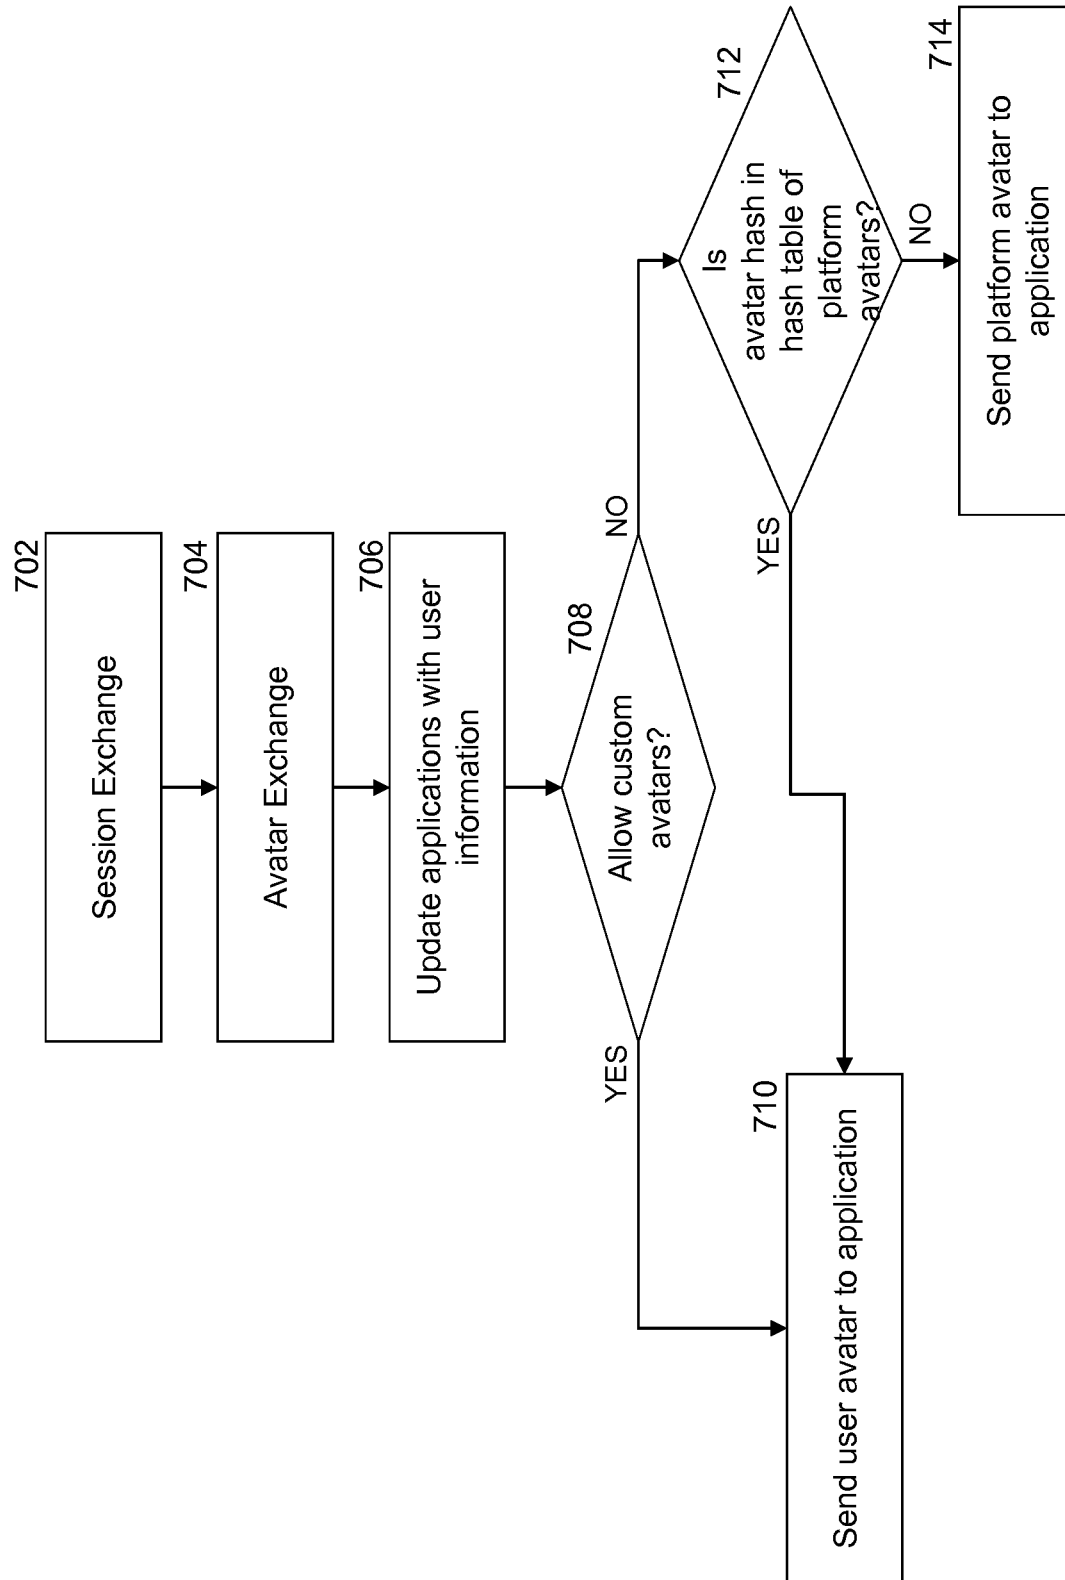 702
Session Exchange
704
Avatar Exchange
706
Update applications with user
information
708
Allow custom
avatars?
YES
NO
710
Send user avatar to application
712
Is
avatar hash in
hash table of
platform
avatars?
YES
NO
714
Send platform avatar to
application